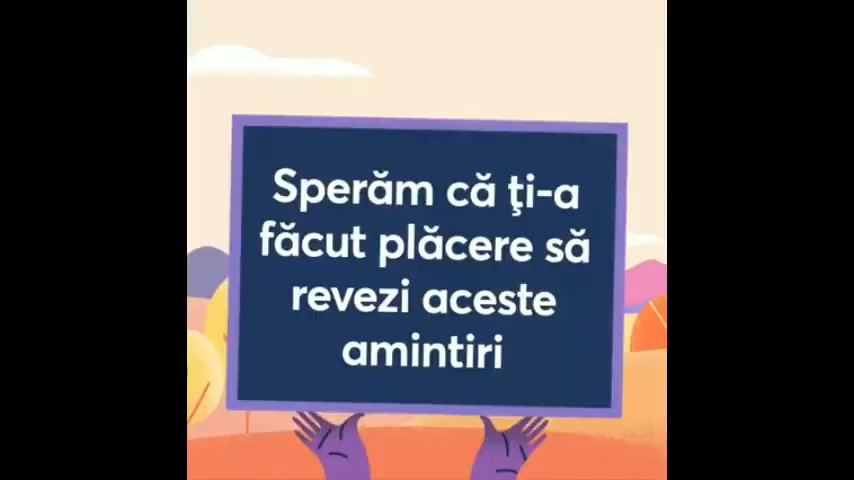 Sperăm că ţi-a
făcut plăcere să
revezi aceste
amintiri